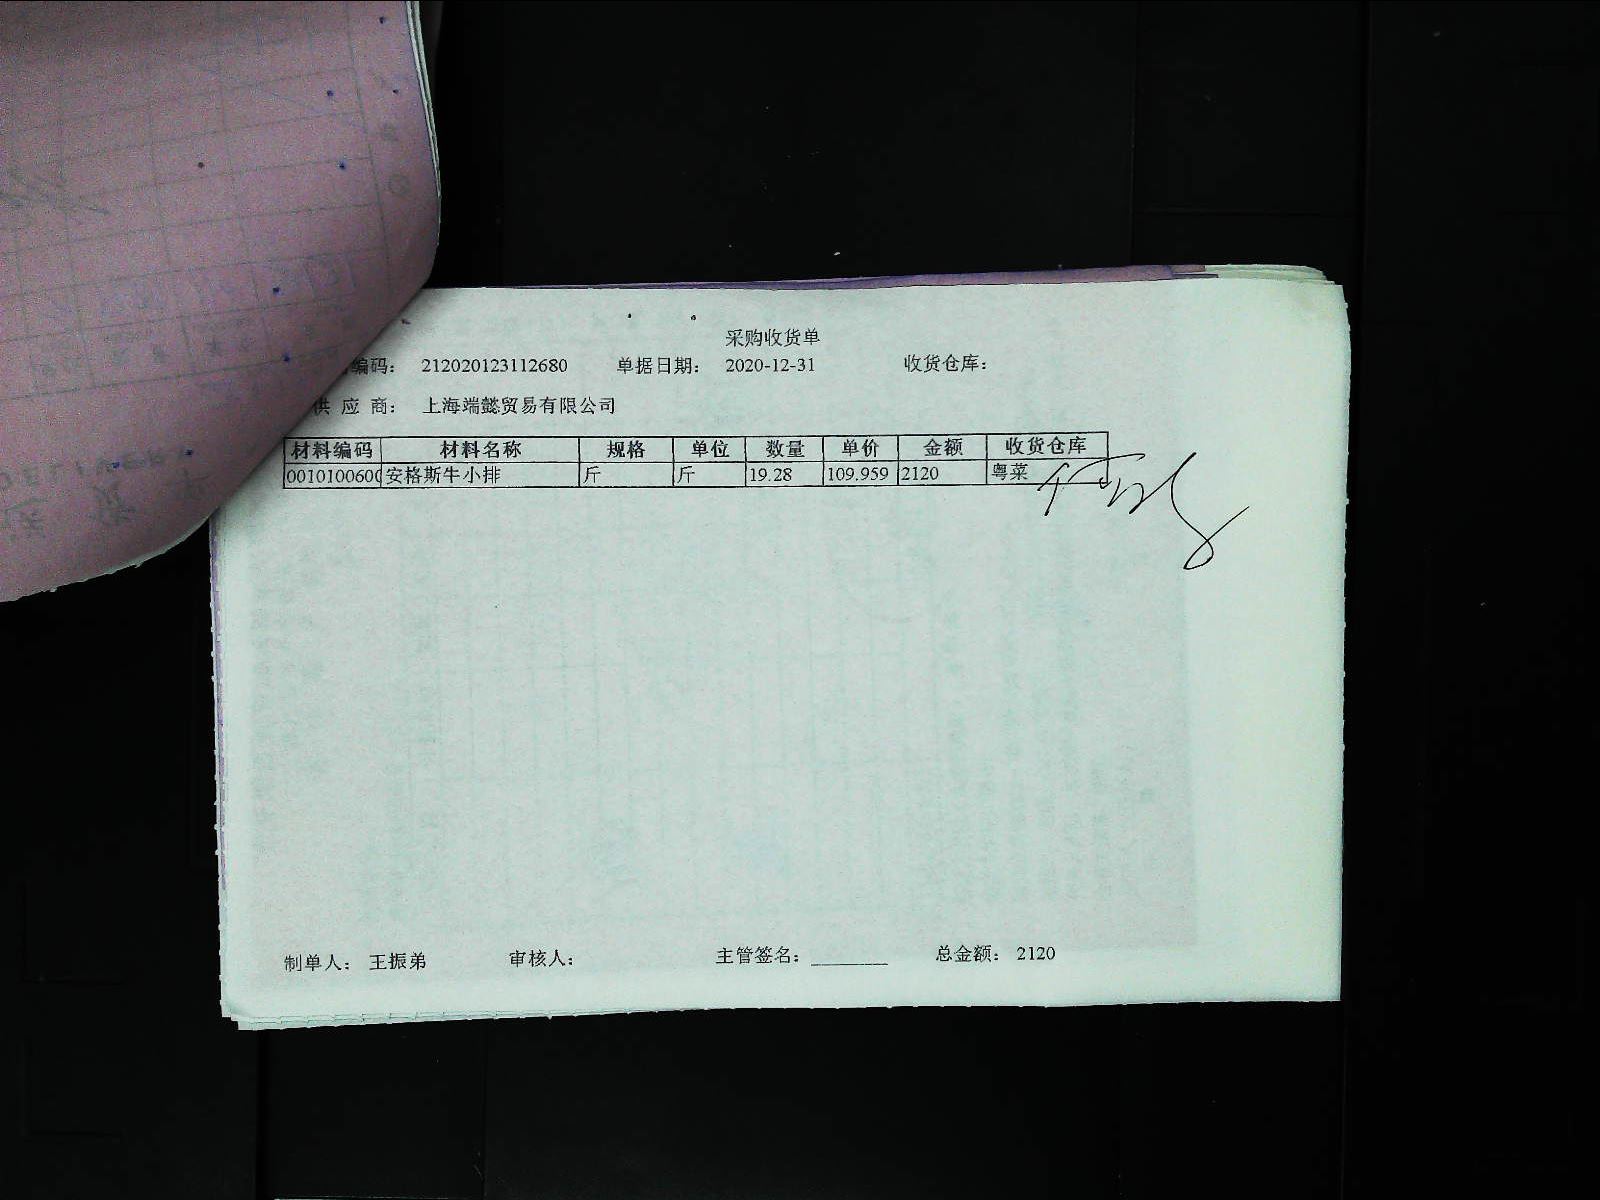 采购收货单
编码： 212020123112680 单据日期： 2020-12-31 收货仓库：
供 应 商： 上海端懿贸易有限公司
材料编码 材料名称 规格 单位 数量 单价 金额 收货仓库
0010100600 安格斯牛小排 斤 斤 19.28 109.959 2120 粤菜
制单人： 王振弟 审核人： 主管签名： 总金额： 2120